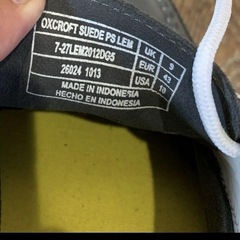 OXCROFT SUEDE PS LEM
7-27LEM2012DG5
26024 1013
UK 9
EUR 43
USA 10
MADE IN INDONESIA
HECHO EN INDONESIA